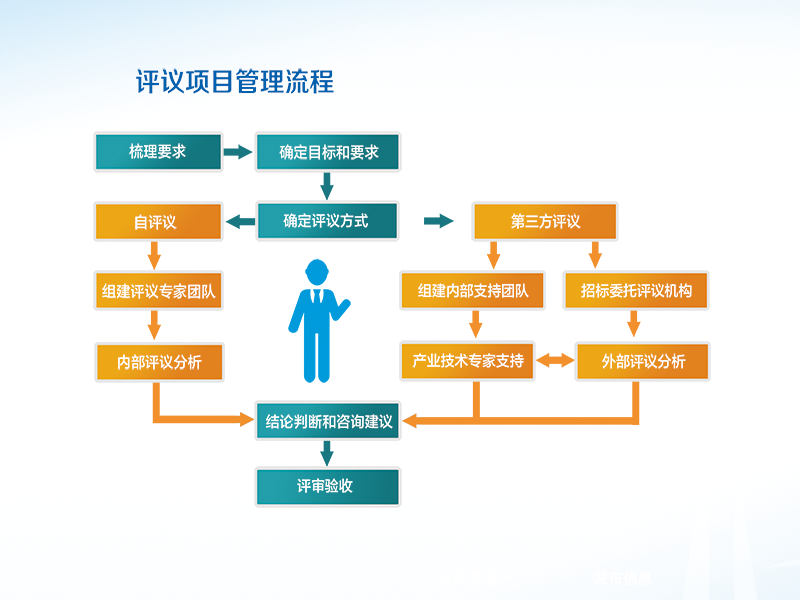 评议项目管理流程
梳理要求
确定目标和要求
自评议
确定评议方式
第三方评议
组建评议专家团队
组建内部支持团队
招标委托评议机构
内部评议分析
产业技术专家支持
外部评议分析
结论判断和咨询建议
评审验收